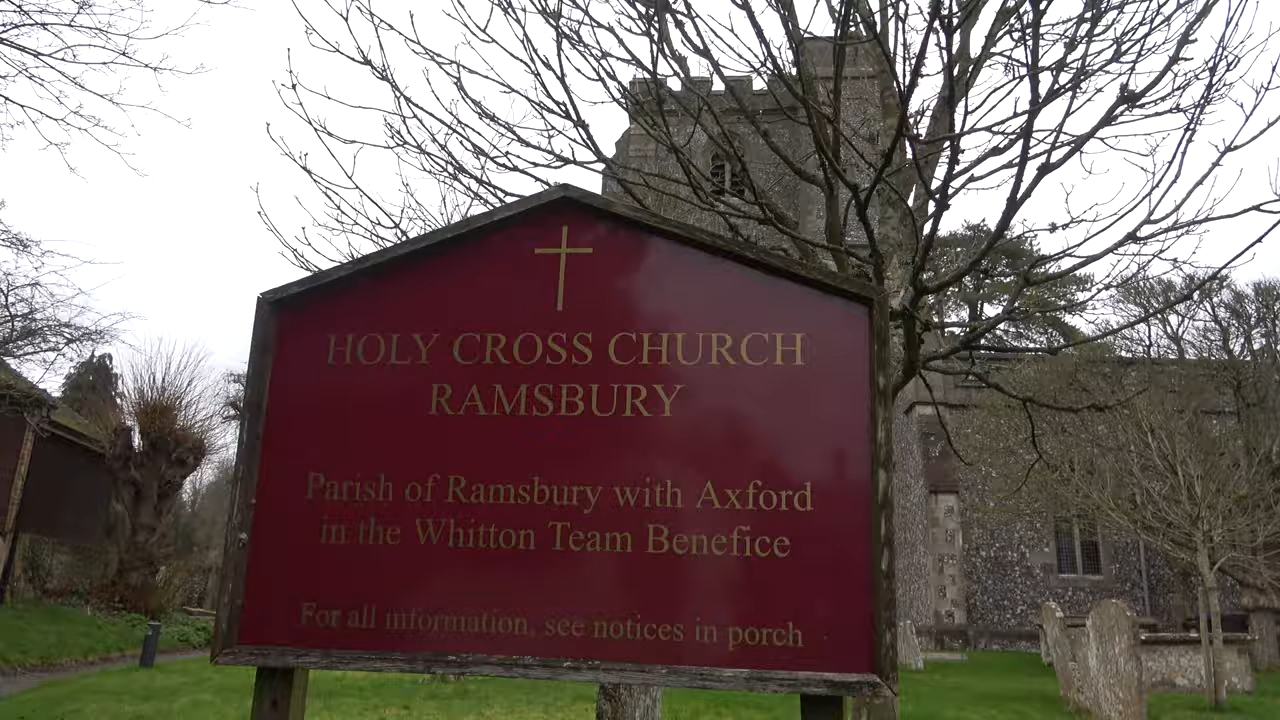 HOLY CROSS CHURCH
RAMSBURY
Parish of Ramsbury with Axford
in the Whitton Team Benefice
For all information, see notices in porch